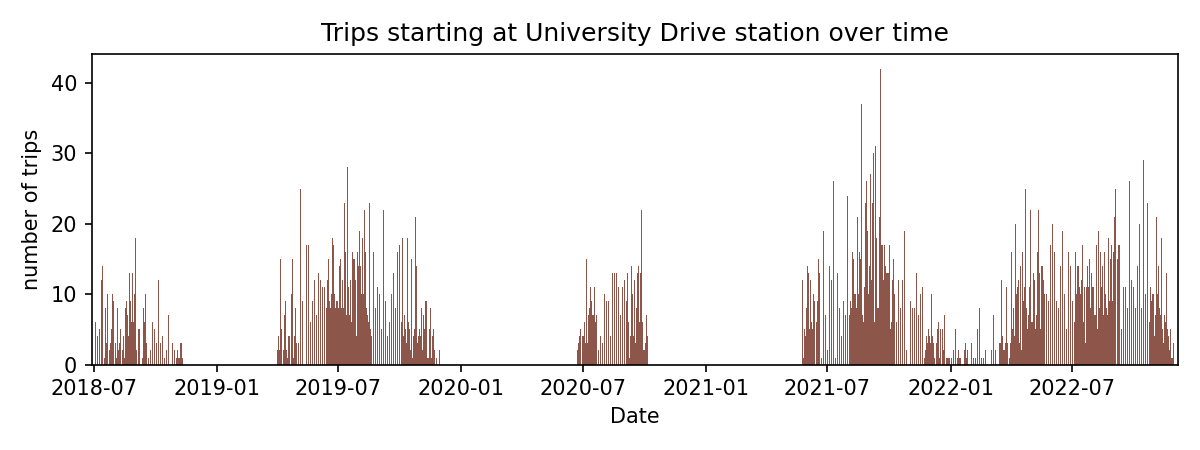 Trips starting at University Drive station over time
number of trips
40
30
20
10
0
2018-07 2019-01 2019-07 2020-01 2020-07 2021-01 2021-07 2022-01 2022-07
Date